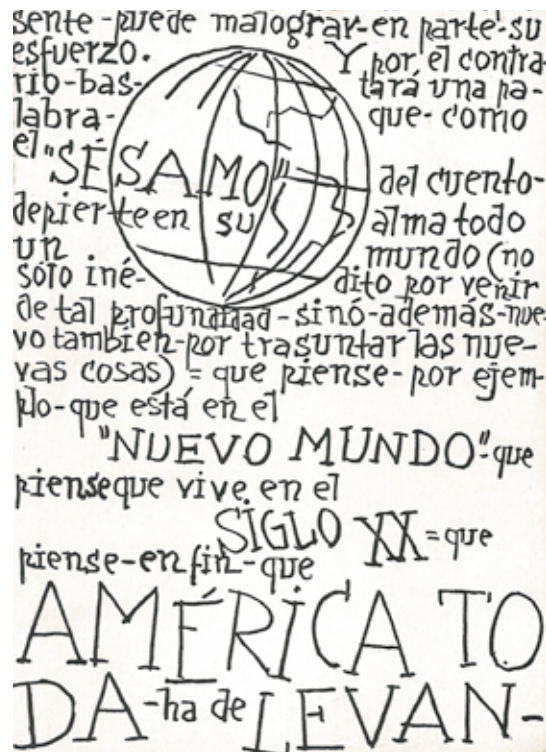 sente-puede malograr-en parte-su
esfuerzo. Y por el contra-
rio-bas- tará una pa-
labra- que-como
el "SÉSAMO" del cuento-
depier-te en su alma todo
un mundo (no
sólo iné- dito por venir
de tal profundidad-sinó-además-nue-
vo también-por trasuntar las nue-
vas cosas) = que piense-por ejem-
plo-que está en el
"NUEVO MUNDO"-que
piense que vive en el
SIGLO XX = que
piense-en fin-que
AMÉRICA TO
DA-ha de LEVAN-